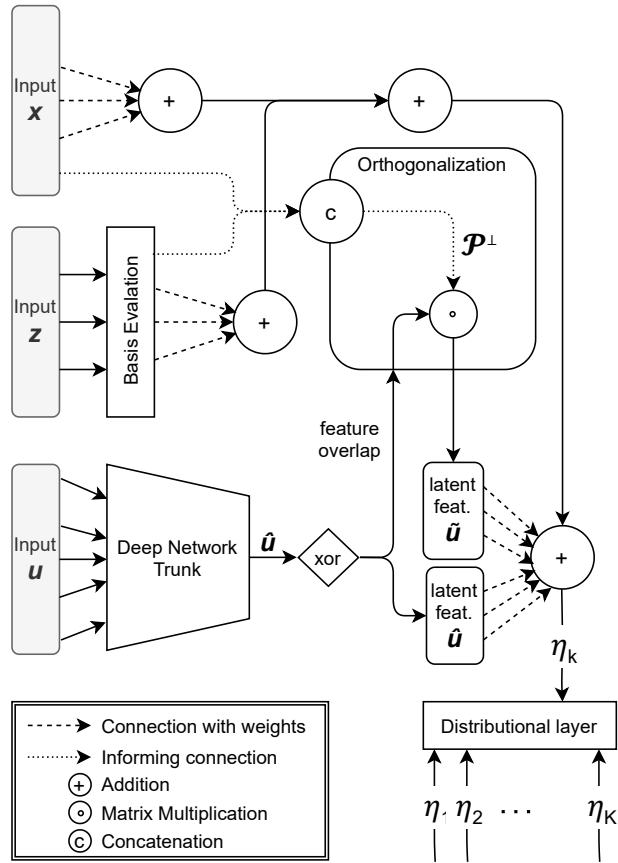 Input
x
+
+
Orthogonalization
c
𝓟⊥
Input
z
Basis Evalation
+
∘
feature
overlap
Input
u
Deep Network
Trunk
û
xor
latent
feat.
ũ
latent
feat.
û
+
ηk
Distributional layer
η1 η2 ··· ηK
Connection with weights
Informing connection
+ Addition
∘ Matrix Multiplication
c Concatenation